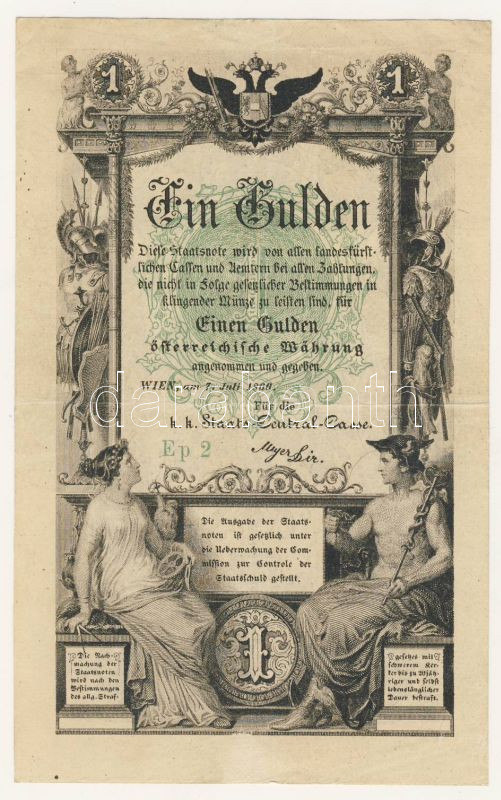 1 1
Ein Gulden
Diese Staatsnote wird von allen landesfürst-
lichen Cassen und Aemtern bei allen Zahlungen,
die nicht in Folge gesetzlicher Bestimmungen in
klingender Münze zu leisten sind, für
Einen Gulden
österreichische Währung
angenommen und gegeben.
WIEN, am 7. Juli 1866.
Für die
k. k. Staats-Central-Casse.
Ep 2
Die Ausgabe der Staats-
noten ist gesetzlich unter
die Ueberwachung der Com-
mission zur Controle der
Staatsschuld gestellt.
1
Die Nach-
machung der
Staatsnoten
wird nach den
Bestimmungen
des allg. Straf-
gesetzes mit
schwerem Ker-
ker bis zu 20jäh-
riger und selbst
lebenslänglicher
Dauer bestraft.
darabanth